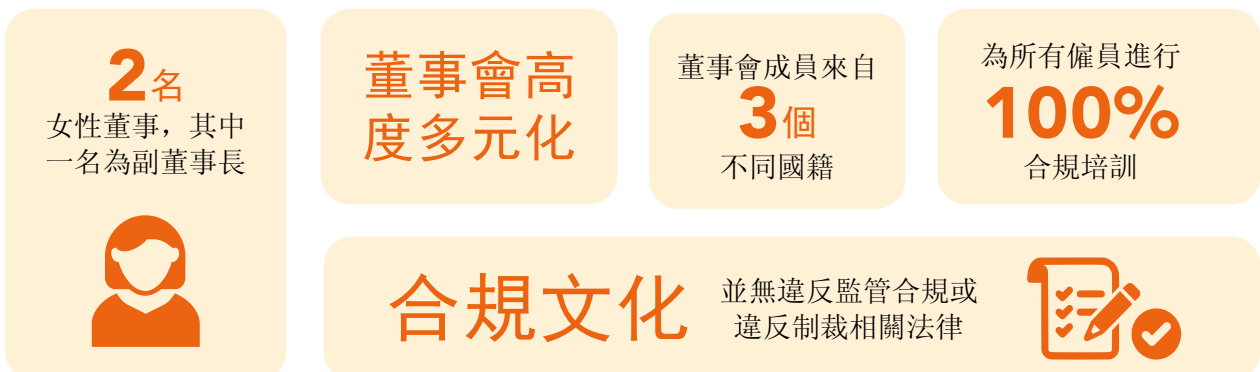 2名
女性董事，其中
一名為副董事長
董事會高
度多元化
董事會成員來自
3個
不同國籍
為所有僱員進行
100%
合規培訓
合規文化
並無違反監管合規或
違反制裁相關法律